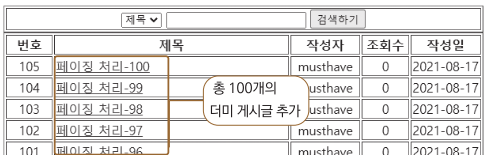 제목 검색하기
번호 제목 작성자 조회수 작성일
105 페이징 처리-100 musthave 0 2021-08-17
104 페이징 처리-99 musthave 0 2021-08-17
103 페이징 처리-98 musthave 0 2021-08-17
102 페이징 처리-97 musthave 0 2021-08-17
101 페이징 처리-96 musthave 0 2021-08-17
총 100개의
더미 게시글 추가